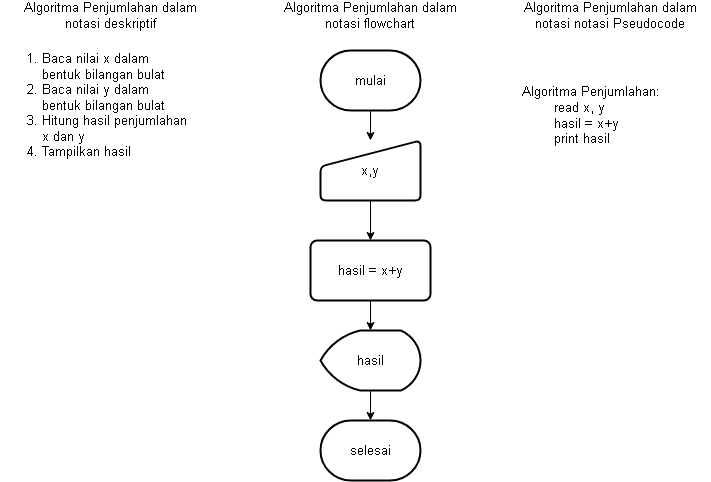 Algoritma Penjumlahan dalam
notasi deskriptif
1. Baca nilai x dalam
bentuk bilangan bulat
2. Baca nilai y dalam
bentuk bilangan bulat
3. Hitung hasil penjumlahan
x dan y
4. Tampilkan hasil
Algoritma Penjumlahan dalam
notasi flowchart
mulai
x,y
hasil = x+y
hasil
selesai
Algoritma Penjumlahan dalam
notasi notasi Pseudocode
Algoritma Penjumlahan:
read x, y
hasil = x+y
print hasil